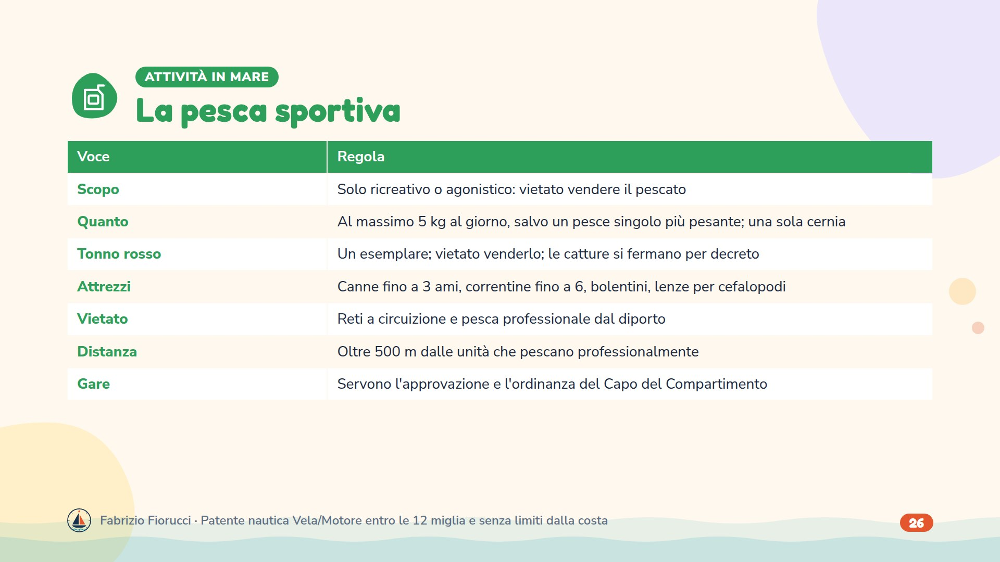 ATTIVITÀ IN MARE
La pesca sportiva
Voce Regola
Scopo Solo ricreativo o agonistico: vietato vendere il pescato
Quanto Al massimo 5 kg al giorno, salvo un pesce singolo più pesante; una sola cernia
Tonno rosso Un esemplare; vietato venderlo; le catture si fermano per decreto
Attrezzi Canne fino a 3 ami, correntine fino a 6, bolentini, lenze per cefalopodi
Vietato Reti a circuizione e pesca professionale dal diporto
Distanza Oltre 500 m dalle unità che pescano professionalmente
Gare Servono l'approvazione e l'ordinanza del Capo del Compartimento
Fabrizio Fiorucci · Patente nautica Vela/Motore entro le 12 miglia e senza limiti dalla costa
26